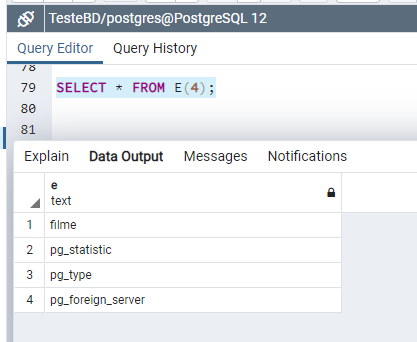 TesteBD/postgres@PostgreSQL 12
Query Editor Query History
78
79 SELECT * FROM E(4);
80
81
Explain Data Output Messages Notifications
e
text
1 filme
2 pg_statistic
3 pg_type
4 pg_foreign_server